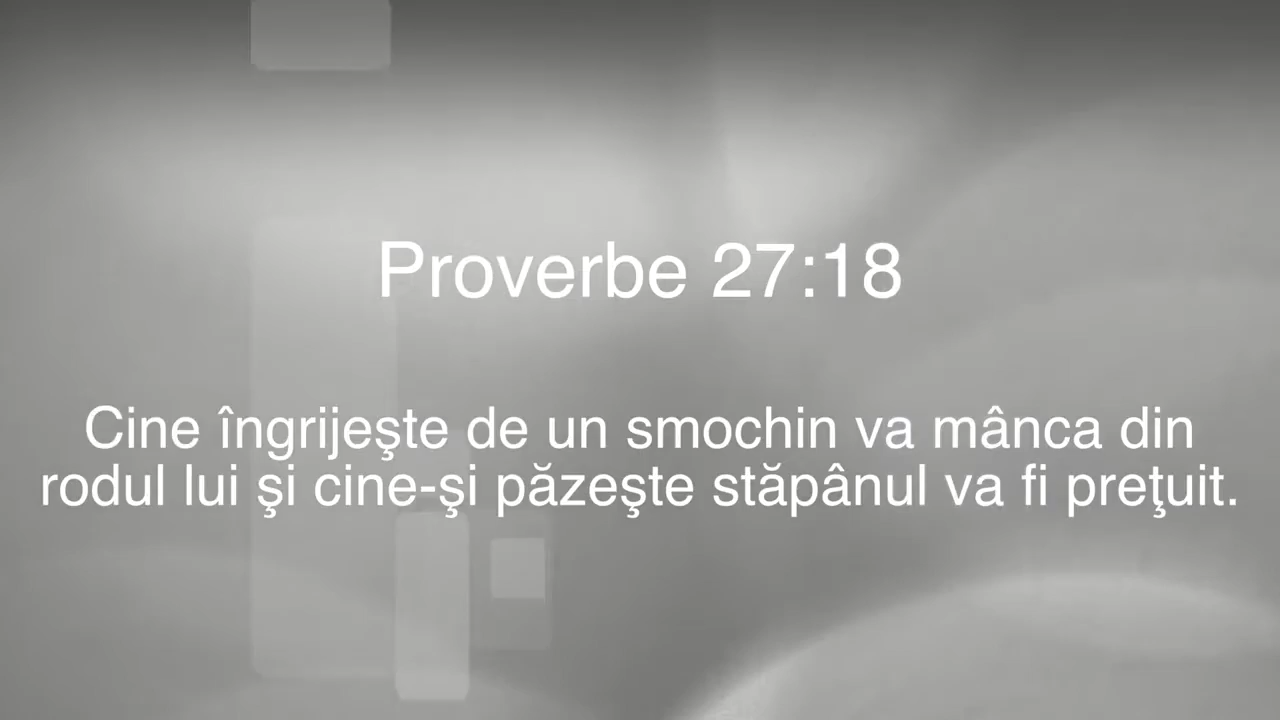 Proverbe 27:18
Cine îngrijeşte de un smochin va mânca din
rodul lui şi cine-şi păzeşte stăpânul va fi preţuit.